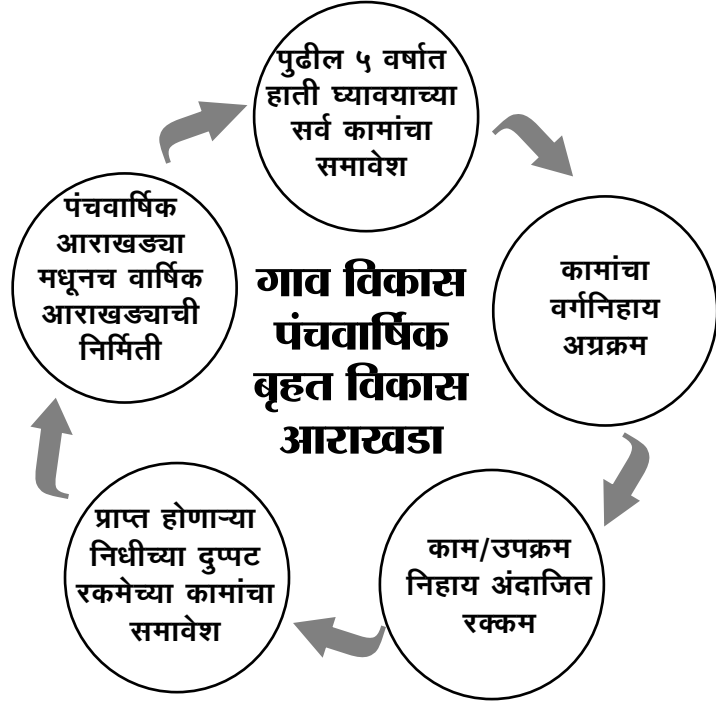 पुढील ५ वर्षात
हाती घ्यावयाच्या
सर्व कामांचा
समावेश
कामांचा
वर्गनिहाय
अग्रक्रम
काम/उपक्रम
निहाय अंदाजित
रक्कम
प्राप्त होणाऱ्या
निधीच्या दुप्पट
रकमेच्या कामांचा
समावेश
पंचवार्षिक
आराखड्या
मधूनच वार्षिक
आराखड्याची
निर्मिती
गाव विकास
पंचवार्षिक
बृहत विकास
आराखडा